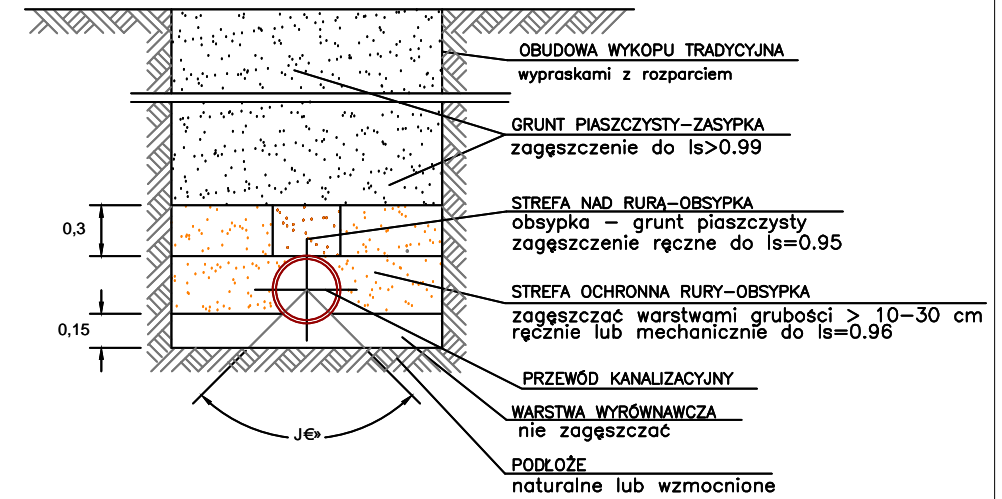 OBUDOWA WYKOPU TRADYCYJNA
wypraskami z rozparciem
GRUNT PIASZCZYSTY-ZASYPKA
zagęszczenie do Is>0.99
STREFA NAD RURĄ-OBSYPKA
obsypka - grunt piaszczysty
zagęszczenie ręczne do Is=0.95
0,3
STREFA OCHRONNA RURY-OBSYPKA
zagęszczać warstwami grubości > 10-30 cm
ręcznie lub mechanicznie do Is=0.96
0,15
PRZEWÓD KANALIZACYJNY
WARSTWA WYRÓWNAWCZA
nie zagęszczać
J€»
PODŁOŻE
naturalne lub wzmocnione